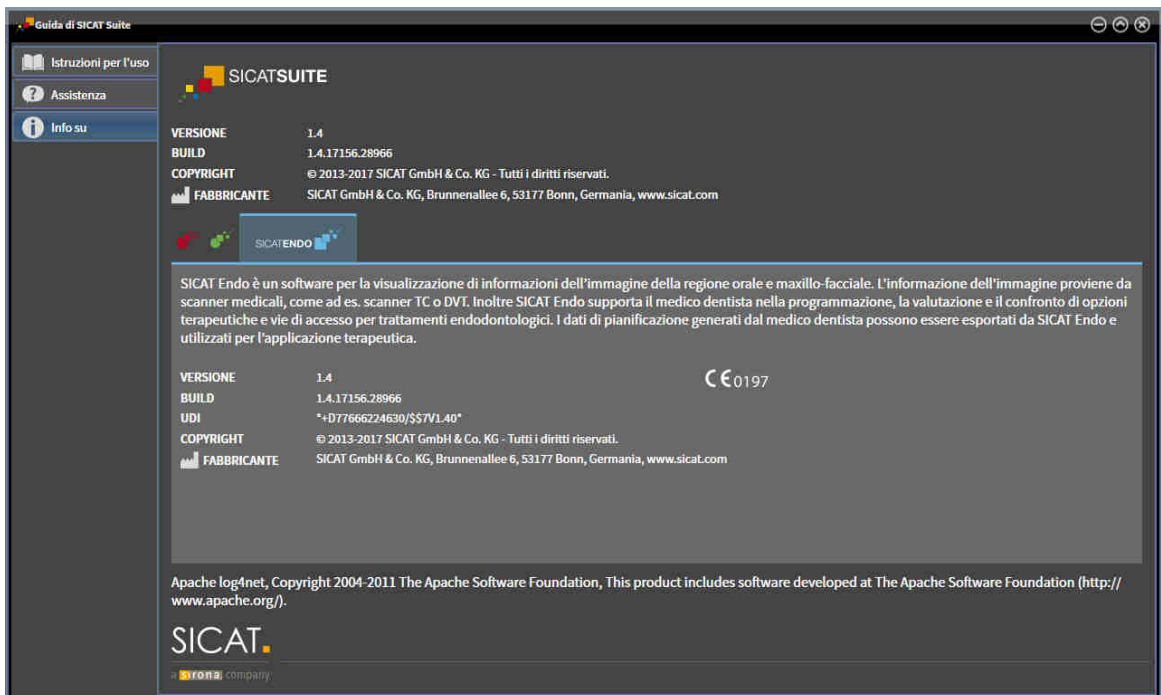 Guida di SICAT Suite
Istruzioni per l'uso
Assistenza
Info su
SICATSUITE
VERSIONE 1.4
BUILD 1.4.17156.28966
COPYRIGHT © 2013-2017 SICAT GmbH & Co. KG - Tutti i diritti riservati.
FABBRICANTE SICAT GmbH & Co. KG, Brunnenallee 6, 53177 Bonn, Germania, www.sicat.com
SICATENDO
SICAT Endo è un software per la visualizzazione di informazioni dell'immagine della regione orale e maxillo-facciale. L'informazione dell'immagine proviene da
scanner medicali, come ad es. scanner TC o DVT. Inoltre SICAT Endo supporta il medico dentista nella programmazione, la valutazione e il confronto di opzioni
terapeutiche e vie di accesso per trattamenti endodontologici. I dati di pianificazione generati dal medico dentista possono essere esportati da SICAT Endo e
utilizzati per l'applicazione terapeutica.
VERSIONE 1.4
CE0197
BUILD 1.4.17156.28966
UDI *+D77666224630/$$7V1.40*
COPYRIGHT © 2013-2017 SICAT GmbH & Co. KG - Tutti i diritti riservati.
FABBRICANTE SICAT GmbH & Co. KG, Brunnenallee 6, 53177 Bonn, Germania, www.sicat.com
Apache log4net, Copyright 2004-2011 The Apache Software Foundation, This product includes software developed at The Apache Software Foundation (http://
www.apache.org/).
SICAT.
a sirona company